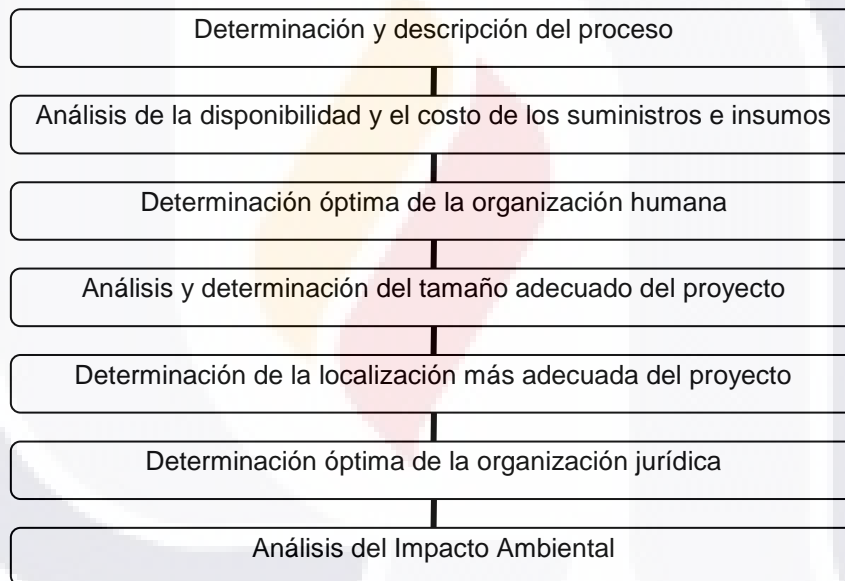 Determinación y descripción del proceso
Análisis de la disponibilidad y el costo de los suministros e insumos
Determinación óptima de la organización humana
Análisis y determinación del tamaño adecuado del proyecto
Determinación de la localización más adecuada del proyecto
Determinación óptima de la organización jurídica
Análisis del Impacto Ambiental